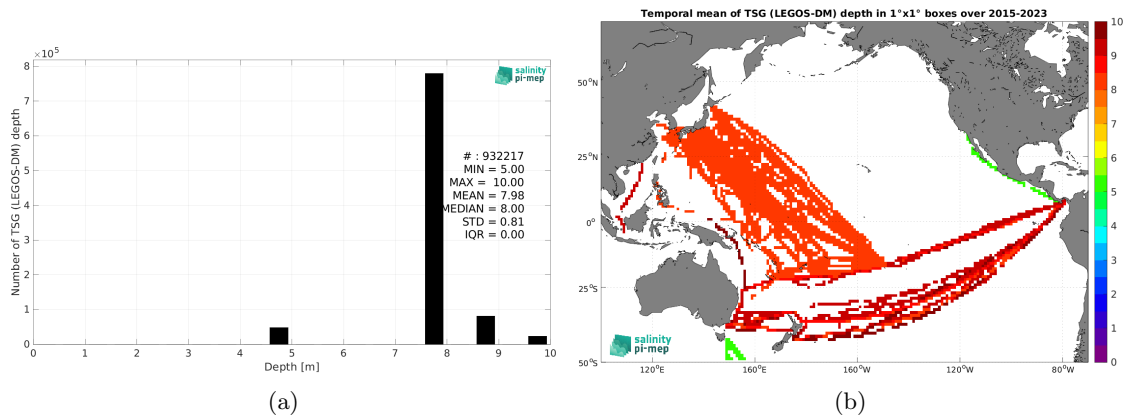 ×10⁵
8
7
6
5
4
3
2
1
0
Number of TSG (LEGOS-DM) depth
salinity
pi-mep
# : 932217
MIN = 5.00
MAX = 10.00
MEAN = 7.98
MEDIAN = 8.00
STD = 0.81
IQR = 0.00
0 1 2 3 4 5 6 7 8 9 10
Depth [m]
(a)
Temporal mean of TSG (LEGOS-DM) depth in 1°x1° boxes over 2015-2023
50°N
25°N
0°
25°S
50°S
120°E 160°E 160°W 120°W 80°W
salinity
pi-mep
10
9
8
7
6
5
4
3
2
1
0
(b)